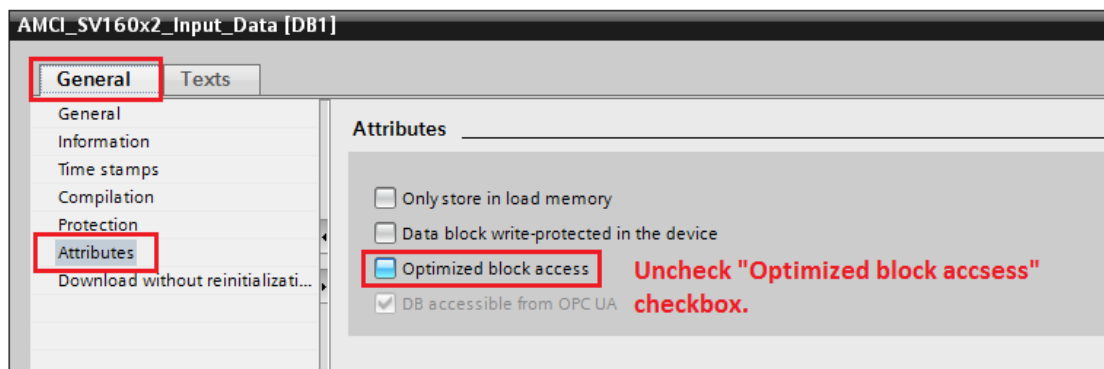 AMCI_SV160x2_Input_Data [DB1]
General
Texts
General
Information
Time stamps
Compilation
Protection
Attributes
Download without reinitializati...
Attributes
Only store in load memory
Data block write-protected in the device
Optimized block access
DB accessible from OPC UA
Uncheck "Optimized block accsess"
checkbox.